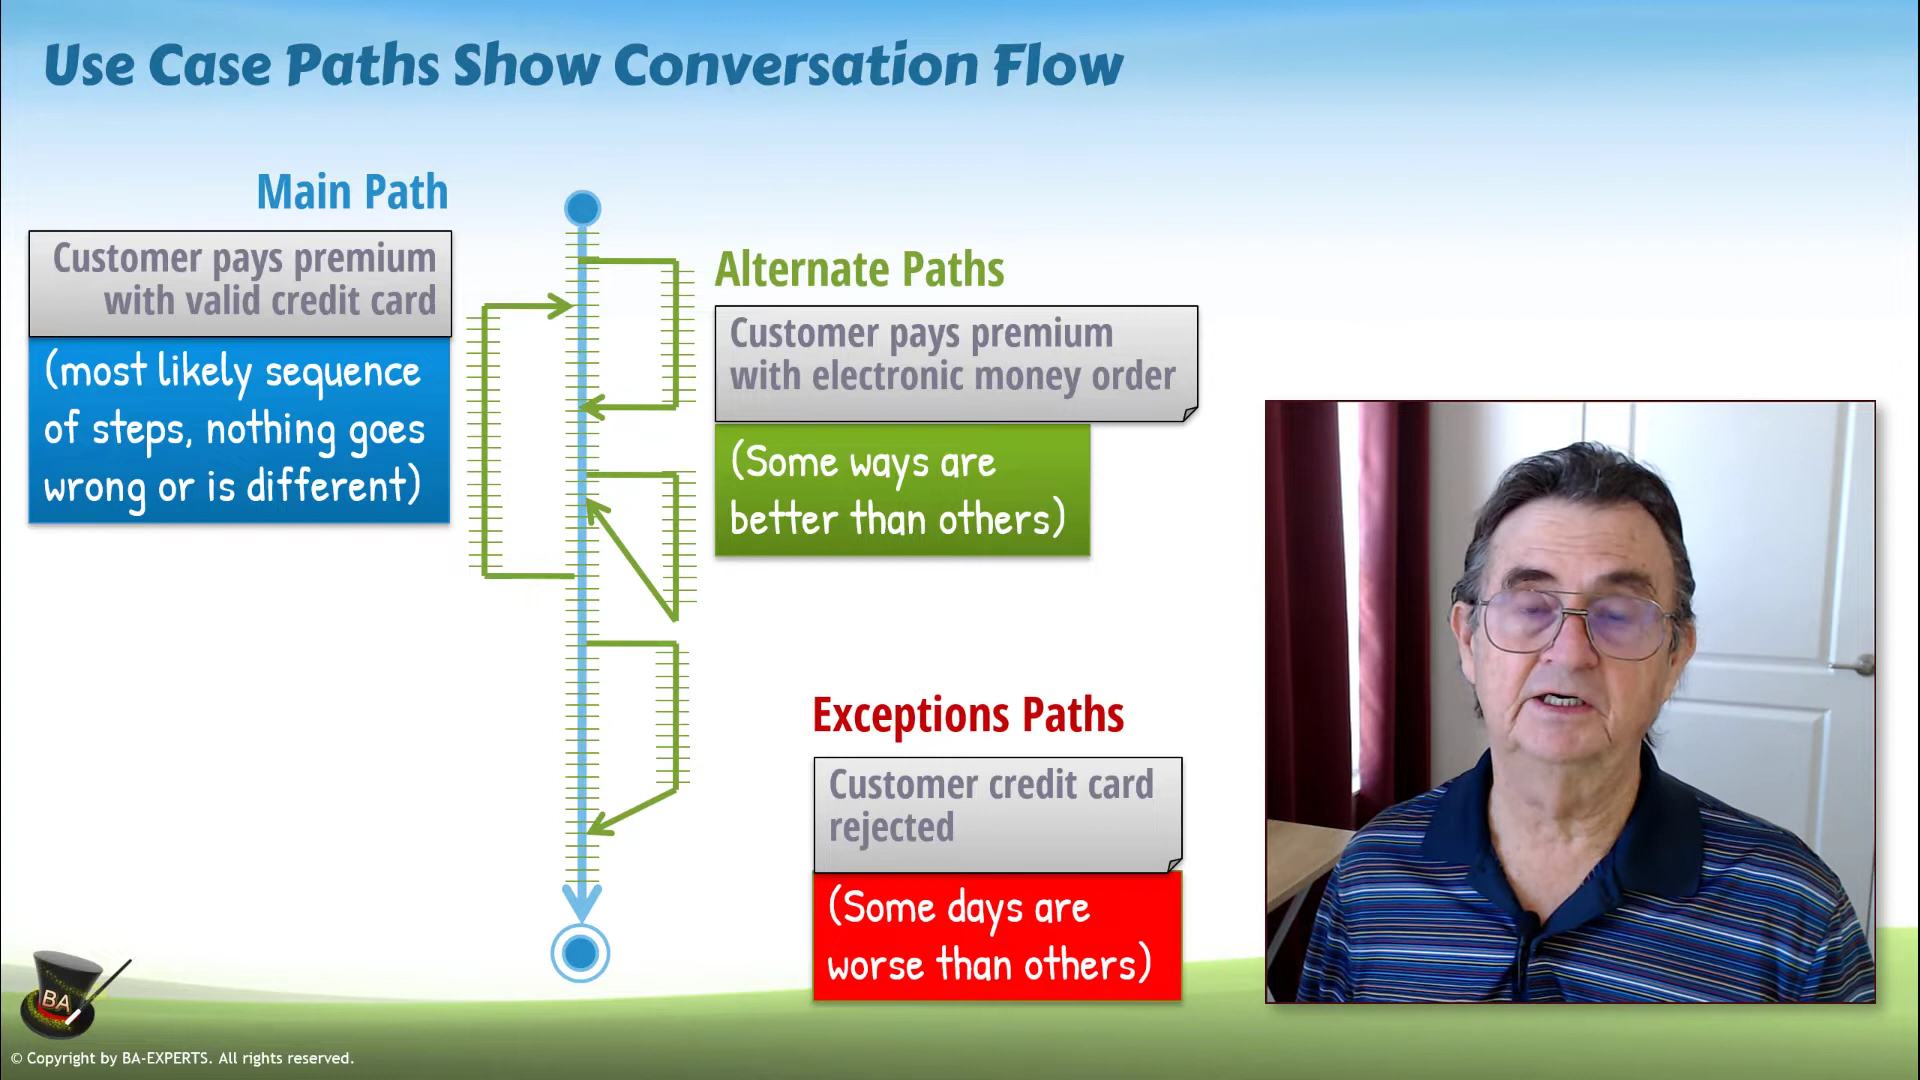 Use Case Paths Show Conversation Flow
Main Path
Customer pays premium
with valid credit card
(most likely sequence
of steps, nothing goes
wrong or is different)
Alternate Paths
Customer pays premium
with electronic money order
(Some ways are
better than others)
Exceptions Paths
Customer credit card
rejected
(Some days are
worse than others)
BA
© Copyright by BA-EXPERTS. All rights reserved.